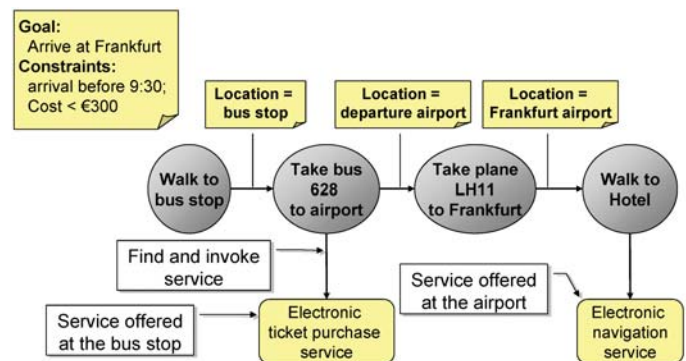 Goal:
Arrive at Frankfurt
Constraints:
arrival before 9:30;
Cost < €300
Location =
bus stop
Location =
departure airport
Location =
Frankfurt airport
Walk to
bus stop
Take bus
628
to airport
Take plane
LH11
to Frankfurt
Walk to
Hotel
Find and invoke
service
Service offered
at the bus stop
Electronic
ticket purchase
service
Service offered
at the airport
Electronic
navigation
service